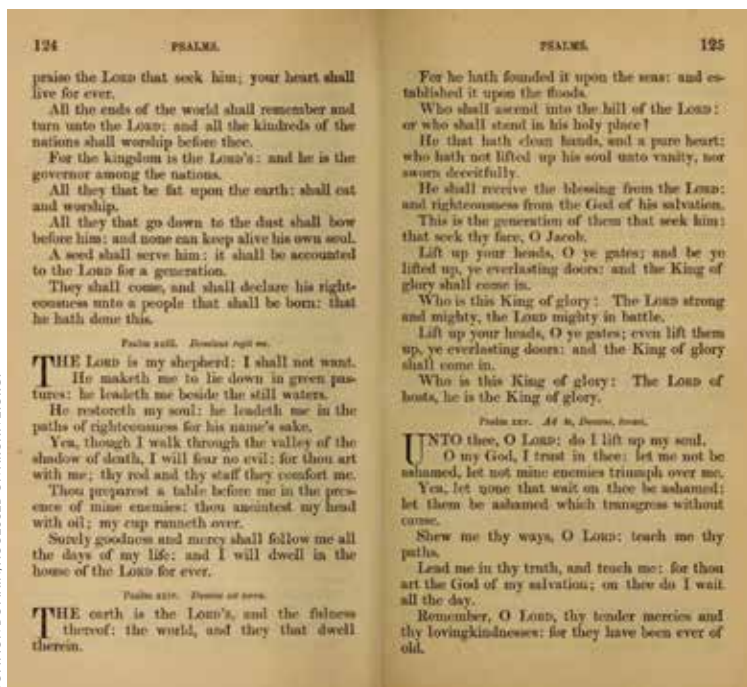 124 PSALMS.
praise the LORD that seek him; your heart shall
live for ever.
All the ends of the world shall remember and
turn unto the LORD: and all the kindreds of the
nations shall worship before thee.
For the kingdom is the LORD's: and he is the
governor among the nations.
All they that be fat upon the earth: shall eat
and worship.
All they that go down to the dust shall bow
before him: and none can keep alive his own soul.
A seed shall serve him; it shall be accounted
to the LORD for a generation.
They shall come, and shall declare his right-
eousness unto a people that shall be born: that
he hath done this.
Psalm xxiii. Dominus regit me.
THE LORD is my shepherd: I shall not want.
He maketh me to lie down in green pas-
tures: he leadeth me beside the still waters.
He restoreth my soul: he leadeth me in the
paths of righteousness for his name's sake.
Yea, though I walk through the valley of the
shadow of death, I will fear no evil: for thou art
with me; thy rod and thy staff they comfort me.
Thou preparest a table before me in the pres-
ence of mine enemies: thou anointest my head
with oil; my cup runneth over.
Surely goodness and mercy shall follow me all
the days of my life: and I will dwell in the
house of the LORD for ever.
Psalm xxiv.
THE earth is the LORD's, and the fulness
thereof: the world, and they that dwell
therein.
PSALMS. 125
For he hath founded it upon the seas: and es-
tablished it upon the floods.
Who shall ascend into the hill of the LORD:
or who shall stand in his holy place?
He that hath clean hands, and a pure heart:
who hath not lifted up his soul unto vanity, nor
sworn deceitfully.
He shall receive the blessing from the LORD:
and righteousness from the God of his salvation.
This is the generation of them that seek him:
that seek thy face, O Jacob.
Lift up your heads, O ye gates; and be ye
lifted up, ye everlasting doors: and the King of
glory shall come in.
Who is this King of glory: The LORD strong
and mighty, the LORD mighty in battle.
Lift up your heads, O ye gates; even lift them
up, ye everlasting doors: and the King of glory
shall come in.
Who is this King of glory: The LORD of
hosts, he is the King of glory.
Psalm xxv. Ad te, Domine, levavi.
UNTO thee, O LORD: do I lift up my soul.
O my God, I trust in thee: let me not be
ashamed, let not mine enemies triumph over me.
Yea, let none that wait on thee be ashamed:
let them be ashamed which transgress without
cause.
Shew me thy ways, O LORD: teach me thy
paths.
Lead me in thy truth, and teach me: for thou
art the God of my salvation; on thee do I wait
all the day.
Remember, O LORD, thy tender mercies and
thy lovingkindnesses: for they have been ever of
old.